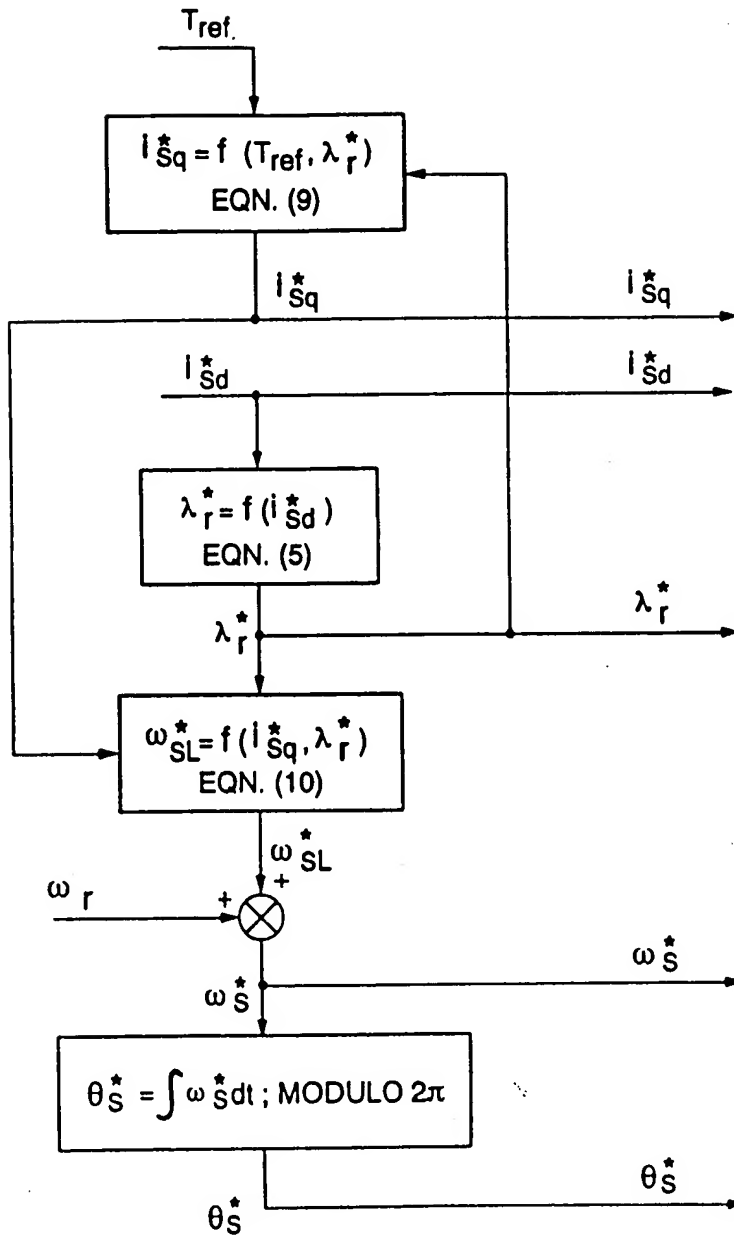 T_ref.
i*_Sq = f (T_ref, λ*_r)
EQN. (9)
i*_Sq
i*_Sq
i*_Sd
i*_Sd
λ*_r = f (i*_Sd)
EQN. (5)
λ*_r
λ*_r
ω*_SL = f (i*_Sq, λ*_r)
EQN. (10)
ω*_SL
+
ω_r
+
ω*_S
ω*_S
θ*_S = ∫ ω*_S dt ; MODULO 2π
θ*_S
θ*_S